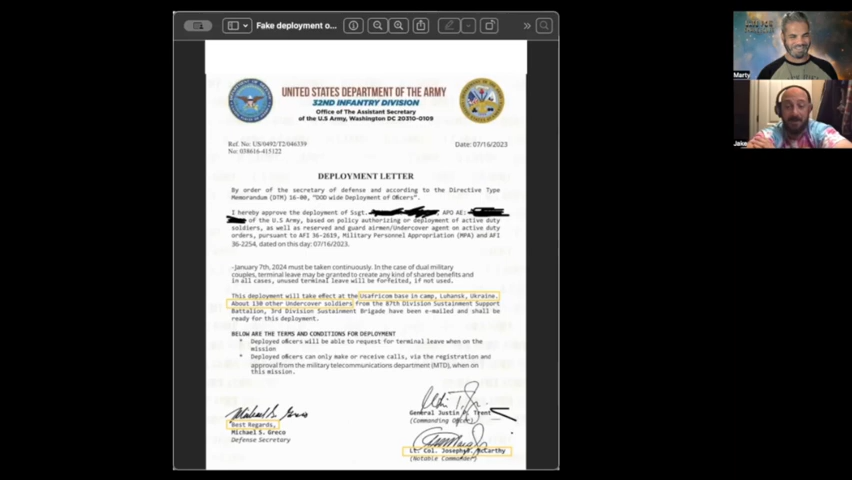 Fake deployment o...
UNITED STATES DEPARTMENT OF THE ARMY
32ND INFANTRY DIVISION
Office of The Assistant Secretary
of the U.S Army, Washington DC 20310-0109
Ref. No: US/0492/T2/046339
No: 038616-415122
Date: 07/16/2023
DEPLOYMENT LETTER
By order of the secretary of defense and according to the Directive Type
Memorandum (DTM) 16-00, "DOD wide Deployment of Officers".
I hereby approve the deployment of Ssgt. APO AE:
of the U.S Army, based on policy authorizing or deployment of active duty
soldiers, as well as reserved and guard airmen/Undercover agent on active duty
orders, pursuant to AFI 36-2619, Military Personnel Appropriation (MPA) and AFI
36-2254, dated on this day: 07/16/2023.
-January 7th, 2024 must be taken continuously. In the case of dual military
couples, terminal leave may be granted to create any kind of shared benefits and
in all cases, unused terminal leave will be forfeited, if not used.
This deployment will take effect at the Usafricom base in camp, Luhansk, Ukraine.
About 130 other Undercover soldiers from the 87th Division Sustainment Support
Battalion, 3rd Division Sustainment Brigade have been e-mailed and shall be
ready for this deployment.
BELOW ARE THE TERMS AND CONDITIONS FOR DEPLOYMENT
* Deployed officers will be able to request for terminal leave when on the
mission
* Deployed officers can only make or receive calls, via the registration and
approval from the military telecommunications department (MTD), when on
this mission.
Best Regards,
Michael S. Greco
Defense Secretary
General Justin P. Trent
(Commanding Officer)
Lt. Col. Joseph McCarthy
(Notable Commander)
Marty
Jake